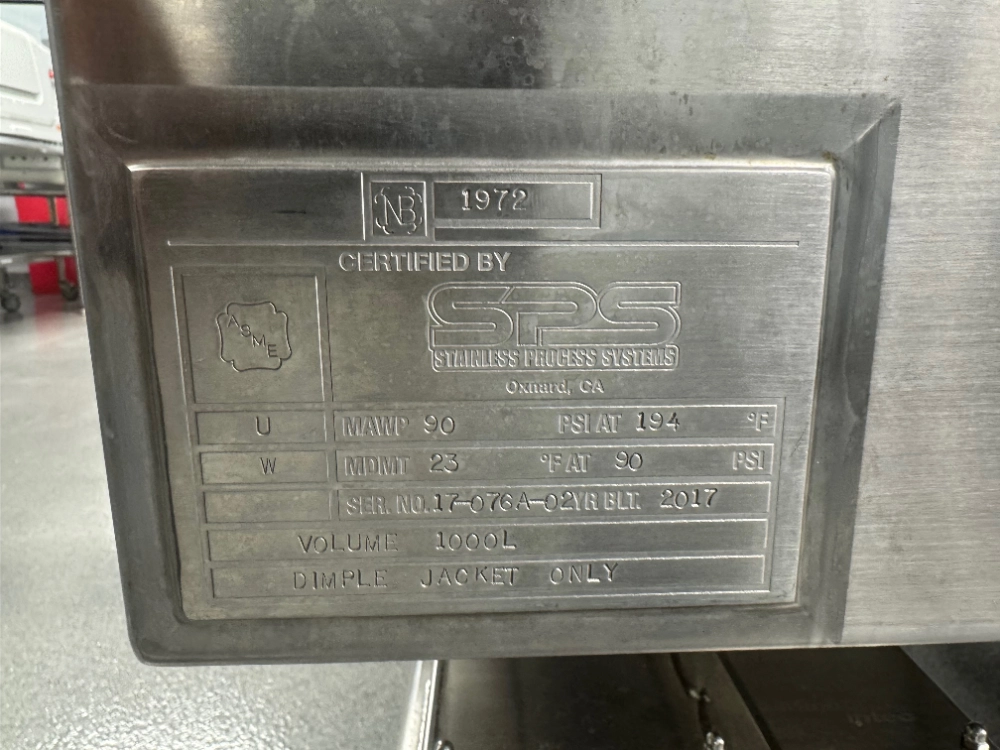 NB 1972
CERTIFIED BY
ASME
SPS
STAINLESS PROCESS SYSTEMS
Oxnard, CA
U MAWP 90 PSI AT 194 °F
W MDMT 23 °F AT 90 PSI
SER. NO. 17-076A-02 YR BLT. 2017
VOLUME 1000L
DIMPLE JACKET ONLY